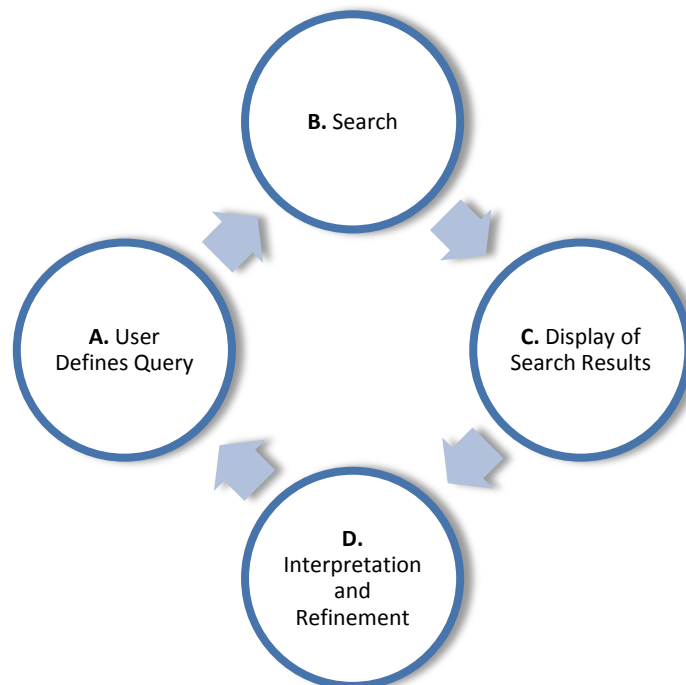 A. User
Defines Query
B. Search
C. Display of
Search Results
D.
Interpretation
and
Refinement